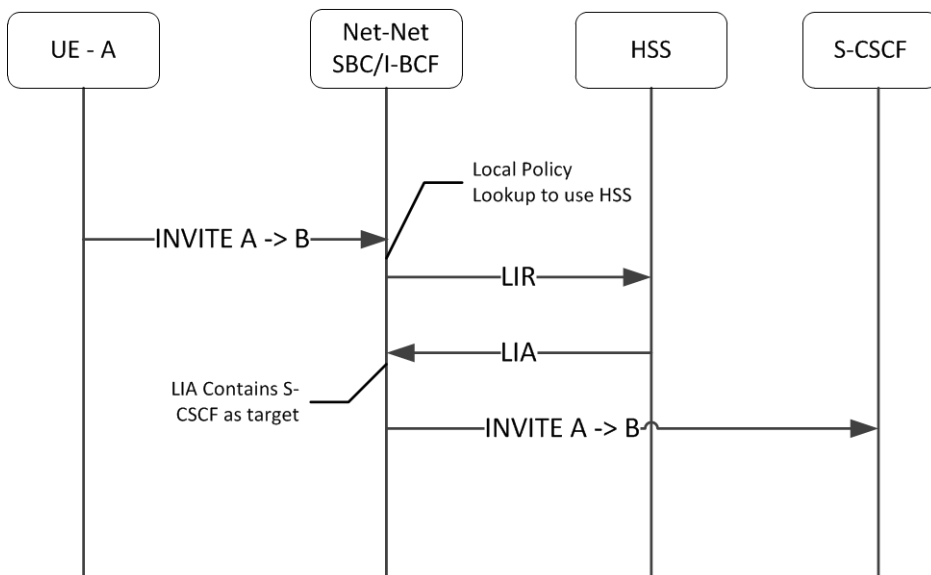 UE - A
Net-Net
SBC/I-BCF
HSS
S-CSCF
Local Policy
Lookup to use HSS
INVITE A -> B
LIR
LIA
LIA Contains S-
CSCF as target
INVITE A -> B